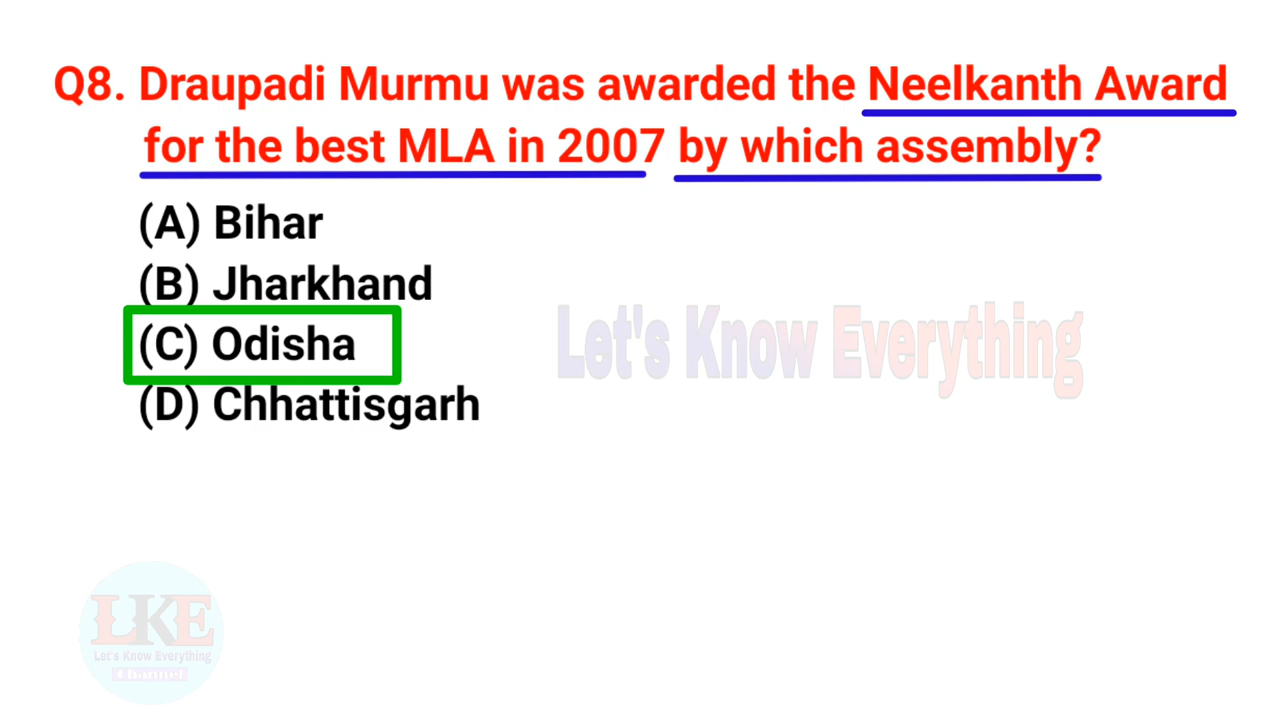 Q8. Draupadi Murmu was awarded the Neelkanth Award
for the best MLA in 2007 by which assembly?
(A) Bihar
(B) Jharkhand
(C) Odisha
(D) Chhattisgarh
Let's Know Everything
LKE
Let's Know Everything
Channel